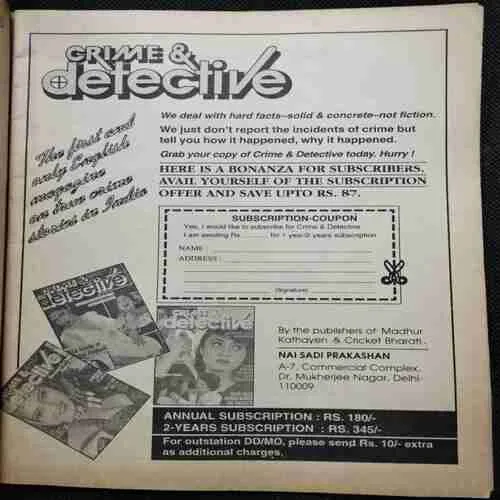 CRIME &
detective
We deal with hard facts–solid & concrete–not fiction.
We just don't report the incidents of crime but
tell you how it happened, why it happened.
Grab your copy of Crime & Detective today. Hurry !
HERE IS A BONANZA FOR SUBSCRIBERS.
AVAIL YOURSELF OF THE SUBSCRIPTION
OFFER AND SAVE UPTO RS. 87.
The first and
only English
magazine
on true crime
stories in India
SUBSCRIPTION-COUPON
Yes, I would like to subscribe for Crime & Detective
I am sending Rs. ........ for 1 year/2 years subscription
NAME :
ADDRESS :
(Signature)
CRIME &
detective
CRIME &
detective
detective
By the publishers of Madhur
Kathayen & Cricket Bharati.
NAI SADI PRAKASHAN
A-7, Commercial Complex,
Dr. Mukherjee Nagar, Delhi-
110009
ANNUAL SUBSCRIPTION : RS. 180/-
2-YEARS SUBSCRIPTION : RS. 345/-
For outstation DD/MO, please send Rs. 10/- extra
as additional charges.